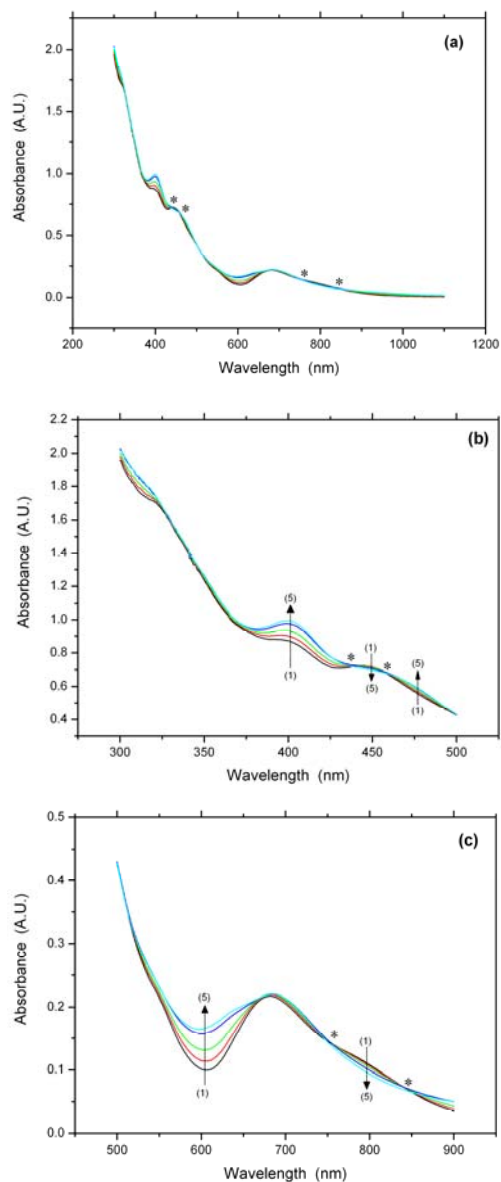 (a)
Absorbance (A.U.)
2.0
1.5
1.0
0.5
0.0
* *
* *
200 400 600 800 1000 1200
Wavelength (nm)
(b)
Absorbance (A.U.)
2.2
2.0
1.8
1.6
1.4
1.2
1.0
0.8
0.6
0.4
(5)
(1)
* (1) *
(5)
(5)
(1)
300 350 400 450 500
Wavelength (nm)
(c)
Absorbance (A.U.)
0.5
0.4
0.3
0.2
0.1
0.0
(5)
(1)
*
(1)
*
(5)
500 600 700 800 900
Wavelength (nm)